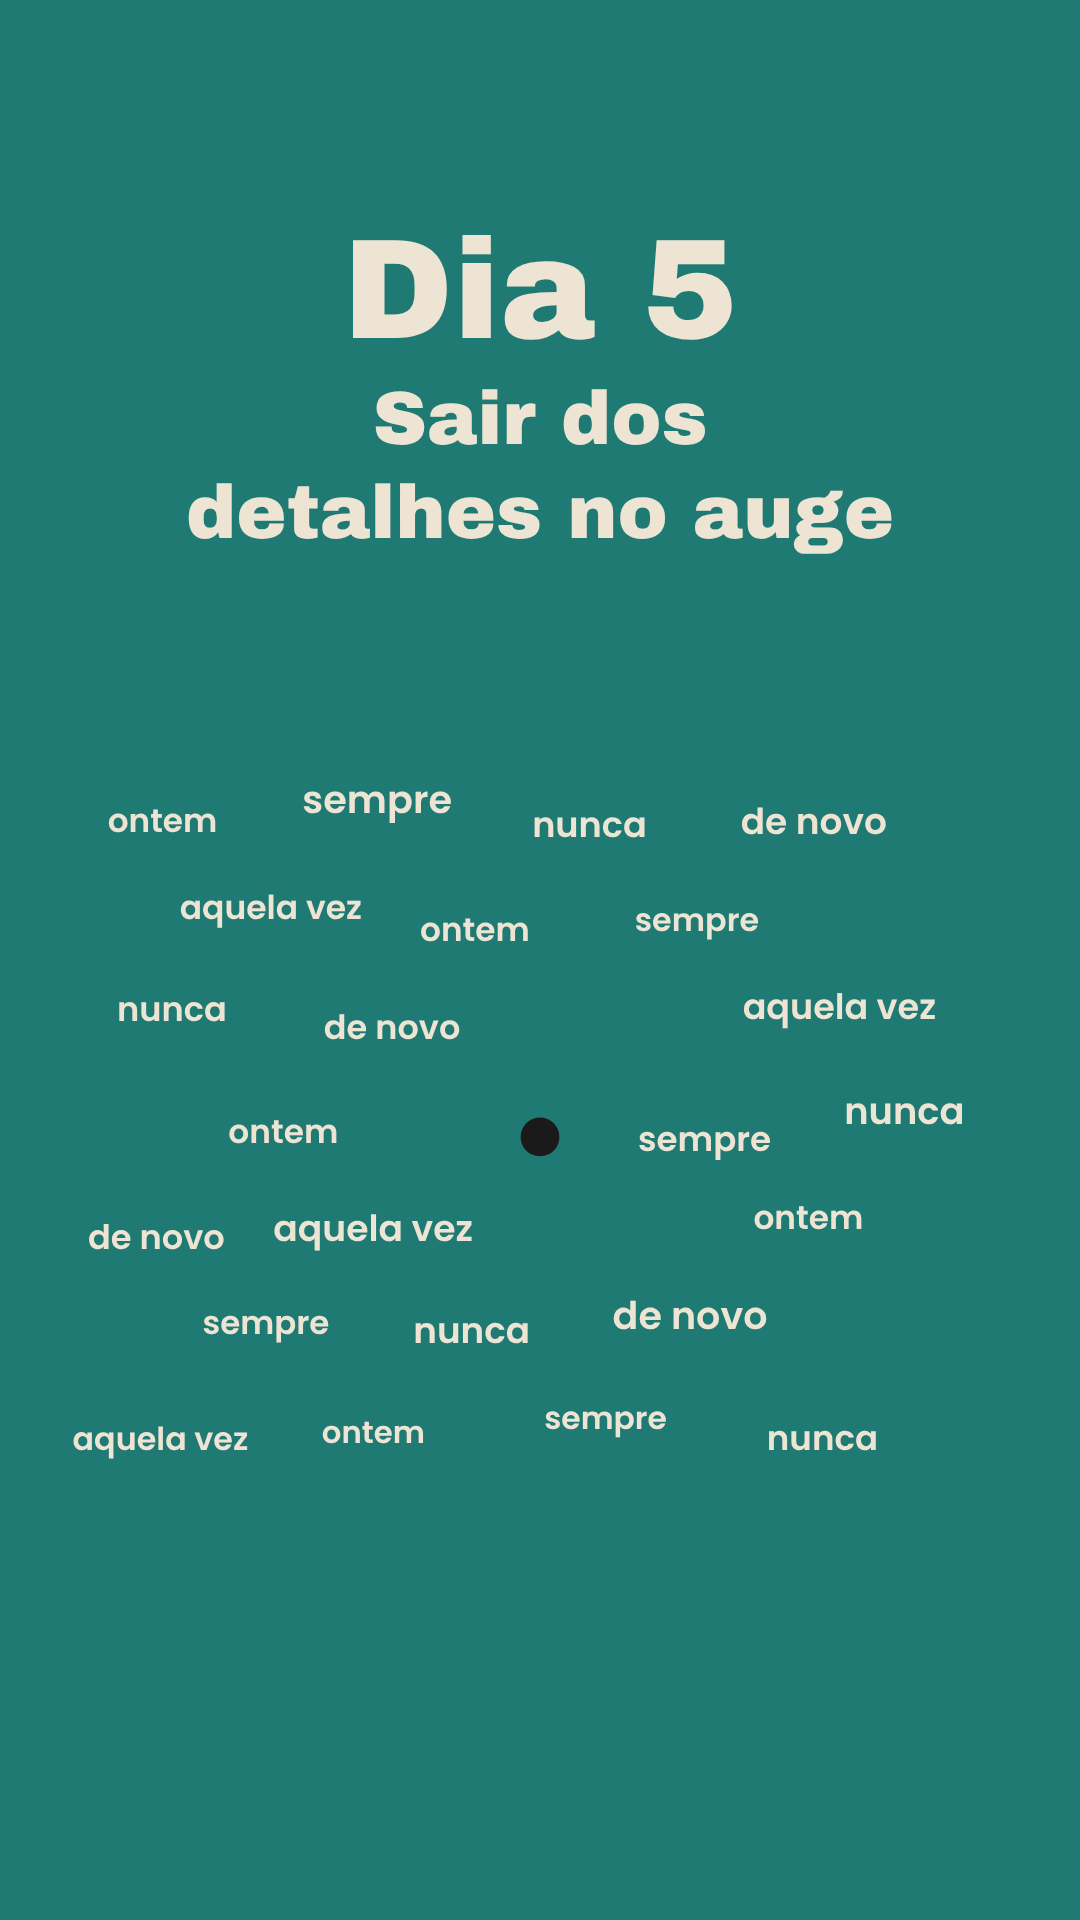 Dia 5
Sair dos
detalhes no auge
ontem sempre nunca de novo
aquela vez ontem sempre
nunca de novo aquela vez
ontem sempre nunca
de novo aquela vez ontem
sempre nunca de novo
aquela vez ontem sempre nunca